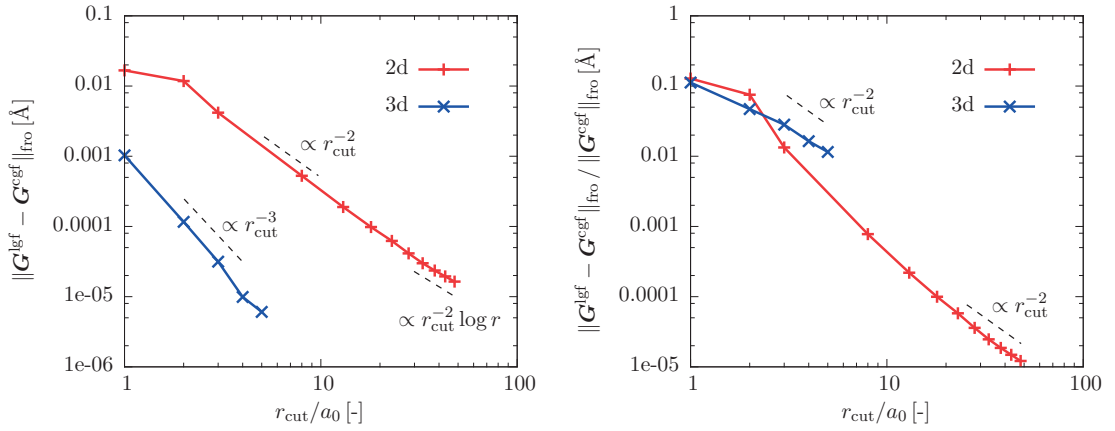 0.1
0.01
0.001
0.0001
1e-05
1e-06
1
10
100
∥G^lgf − G^cgf∥_fro [Å]
r_cut/a_0 [-]
2d
3d
∝ r_cut^-2
∝ r_cut^-3
∝ r_cut^-2 log r
1
0.1
0.01
0.001
0.0001
1e-05
1
10
100
∥G^lgf − G^cgf∥_fro / ∥G^cgf∥_fro [Å]
r_cut/a_0 [-]
2d
3d
∝ r_cut^-2
∝ r_cut^-2